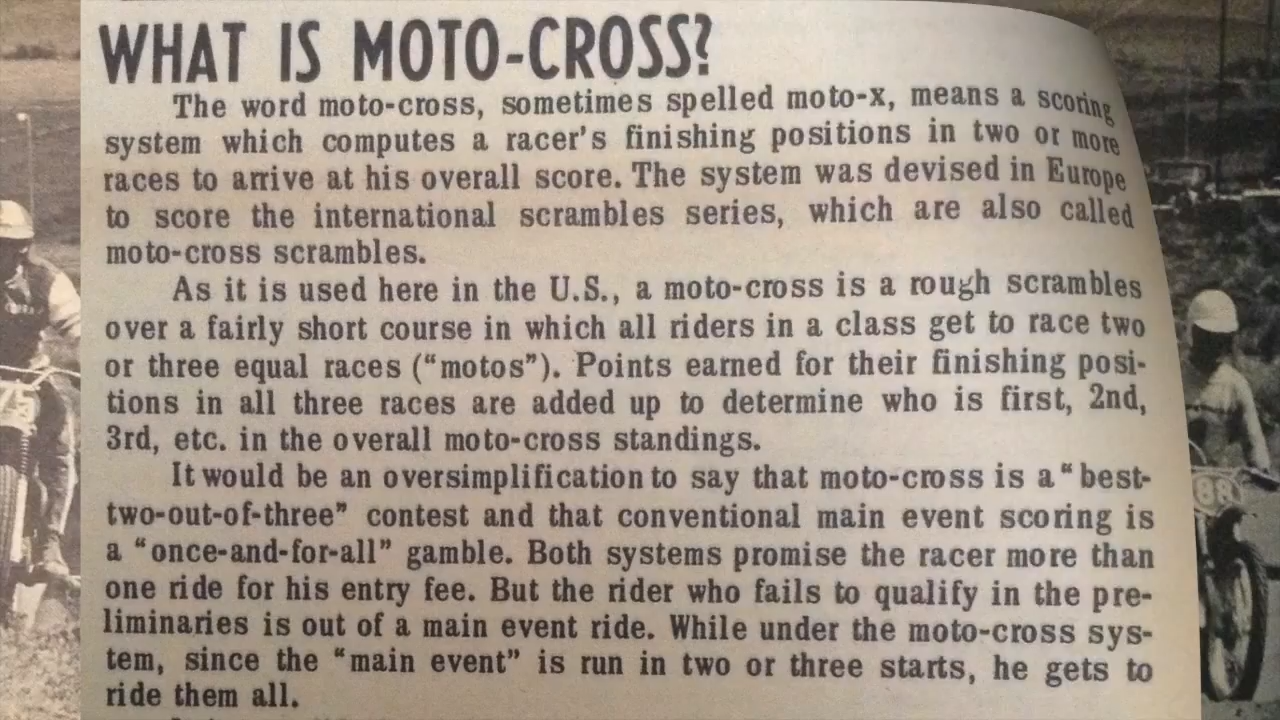 WHAT IS MOTO-CROSS?
The word moto-cross, sometimes spelled moto-x, means a scoring
system which computes a racer's finishing positions in two or more
races to arrive at his overall score. The system was devised in Europe
to score the international scrambles series, which are also called
moto-cross scrambles.
As it is used here in the U.S., a moto-cross is a rough scrambles
over a fairly short course in which all riders in a class get to race two
or three equal races (“motos”). Points earned for their finishing posi-
tions in all three races are added up to determine who is first, 2nd,
3rd, etc. in the overall moto-cross standings.
It would be an oversimplification to say that moto-cross is a “best-
two-out-of-three” contest and that conventional main event scoring is
a “once-and-for-all” gamble. Both systems promise the racer more than
one ride for his entry fee. But the rider who fails to qualify in the pre-
liminaries is out of a main event ride. While under the moto-cross sys-
tem, since the “main event” is run in two or three starts, he gets to
ride them all.
88